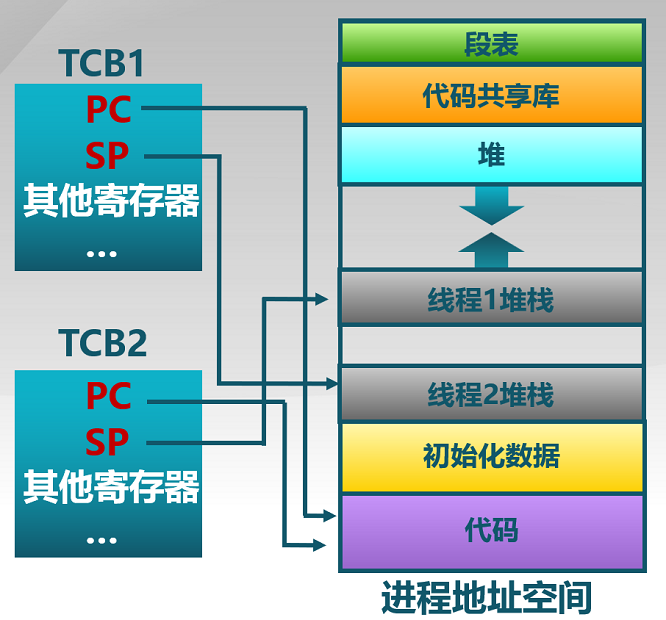 TCB1
PC
SP
其他寄存器
...
TCB2
PC
SP
其他寄存器
...
段表
代码共享库
堆
线程1堆栈
线程2堆栈
初始化数据
代码
进程地址空间